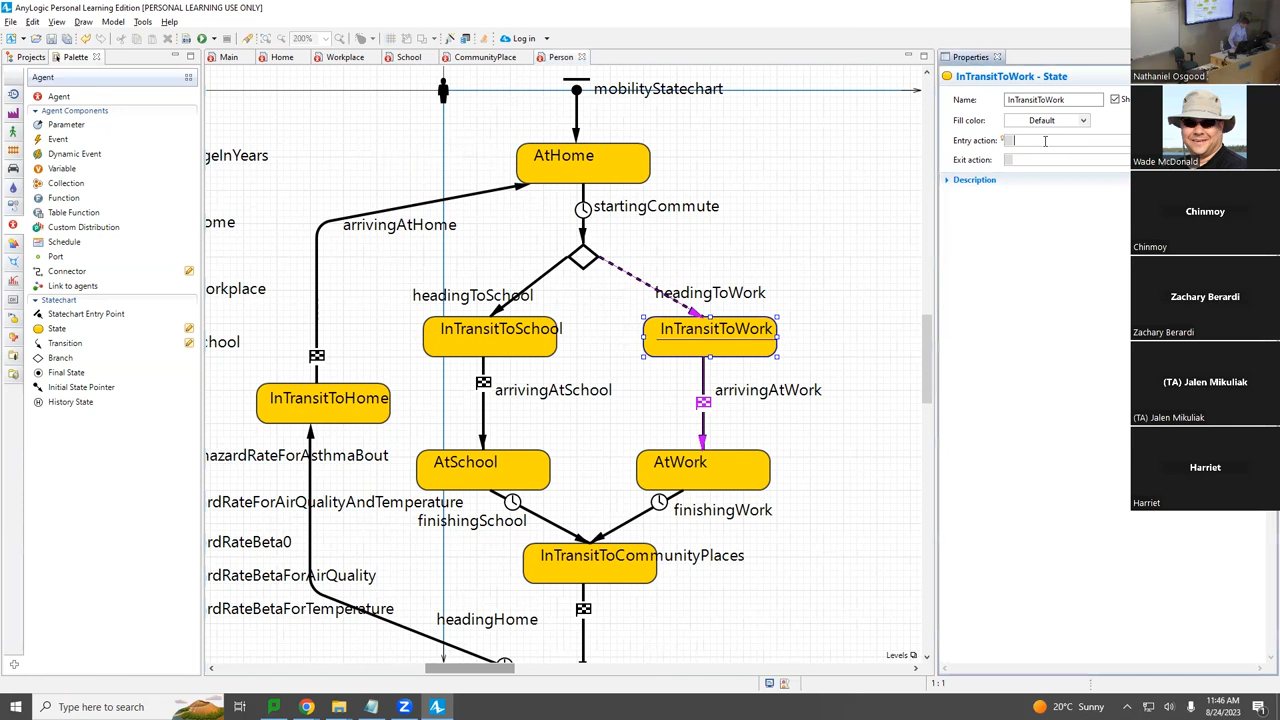 AnyLogic Personal Learning Edition [PERSONAL LEARNING USE ONLY]
File Edit View Draw Model Tools Help
200%
Log in
Projects Palette
Main Home Workplace School CommunityPlace Person
Properties
Agent
Agent
Agent Components
Parameter
Event
Dynamic Event
Variable
Collection
Function
Table Function
Custom Distribution
Schedule
Port
Connector
Link to agents
Statechart
Statechart Entry Point
State
Transition
Branch
Final State
Initial State Pointer
History State
mobilityStatechart
geInYears
AtHome
startingCommute
ome
arrivingAtHome
orkplace
headingToSchool
headingToWork
InTransitToSchool
InTransitToWork
hool
arrivingAtSchool
arrivingAtWork
InTransitToHome
hazardRateForAsthmaBout
AtSchool
AtWork
rdRateForAirQualityAndTemperature
finishingSchool
finishingWork
rdRateBeta0
InTransitToCommunityPlaces
rdRateBetaForAirQuality
rdRateBetaForTemperature
headingHome
Levels
InTransitToWork - State
Name: InTransitToWork Sh
Fill color: Default
Entry action:
Exit action:
Description
1:1
Nathaniel Osgood
Wade McDonald
Chinmoy
Chinmoy
Zachary Berardi
Zachary Berardi
(TA) Jalen Mikuliak
(TA) Jalen Mikuliak
Harriet
Harriet
Type here to search
20°C Sunny
11:46 AM
8/24/2023
1